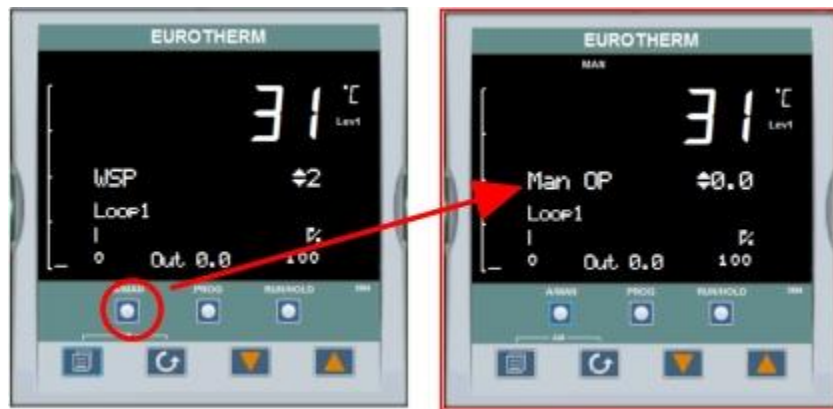 EUROTHERM
31 °C
Lev1
WSP 2
Loop1
0 Out 0.0 100
A/MAN PROG RUN/HOLD
EUROTHERM
MAN
31 °C
Lev1
Man OP 0.0
Loop1
0 Out 0.0 100
A/MAN PROG RUN/HOLD